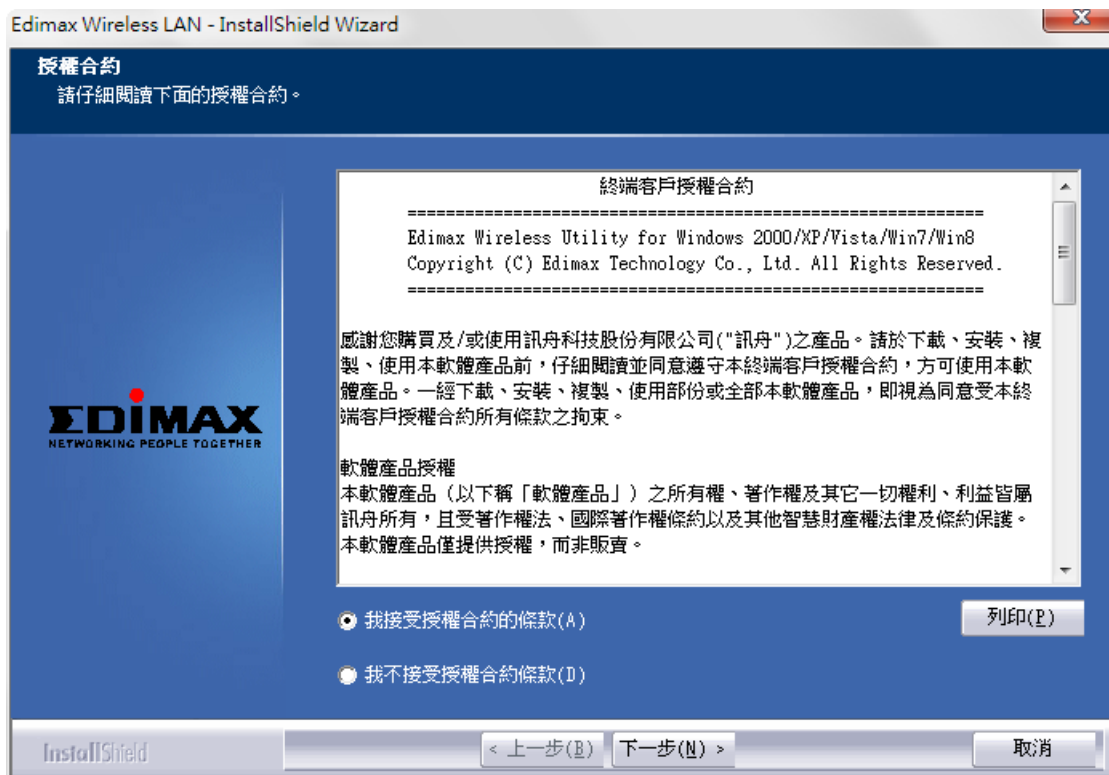 Edimax Wireless LAN - InstallShield Wizard
授權合約
請仔細閱讀下面的授權合約。
終端客戶授權合約
============================================================
Edimax Wireless Utility for Windows 2000/XP/Vista/Win7/Win8
Copyright (C) Edimax Technology Co., Ltd. All Rights Reserved.
============================================================
感謝您購買及/或使用訊舟科技股份有限公司("訊舟")之產品。請於下載、安裝、複
製、使用本軟體產品前，仔細閱讀並同意遵守本終端客戶授權合約，方可使用本軟
體產品。一經下載、安裝、複製、使用部份或全部本軟體產品，即視為同意受本終
端客戶授權合約所有條款之拘束。
軟體產品授權
本軟體產品（以下稱「軟體產品」）之所有權、著作權及其它一切權利、利益皆屬
訊舟所有，且受著作權法、國際著作權條約以及其他智慧財產權法律及條約保護。
本軟體產品僅提供授權，而非販賣。
EDiMAX
NETWORKING PEOPLE TOGETHER
我接受授權合約的條款(A)
列印(P)
我不接受授權合約條款(D)
InstallShield
< 上一步(B)
下一步(N) >
取消